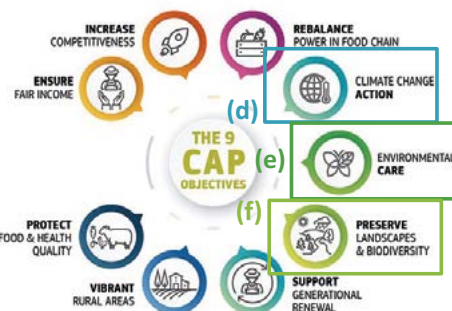 INCREASE
COMPETITIVENESS
REBALANCE
POWER IN FOOD CHAIN
ENSURE
FAIR INCOME
CLIMATE CHANGE
ACTION
(d)
THE 9
CAP
OBJECTIVES
(e)
ENVIRONMENTAL
CARE
(f)
PROTECT
FOOD & HEALTH
QUALITY
PRESERVE
LANDSCAPES
& BIODIVERSITY
VIBRANT
RURAL AREAS
SUPPORT
GENERATIONAL
RENEWAL